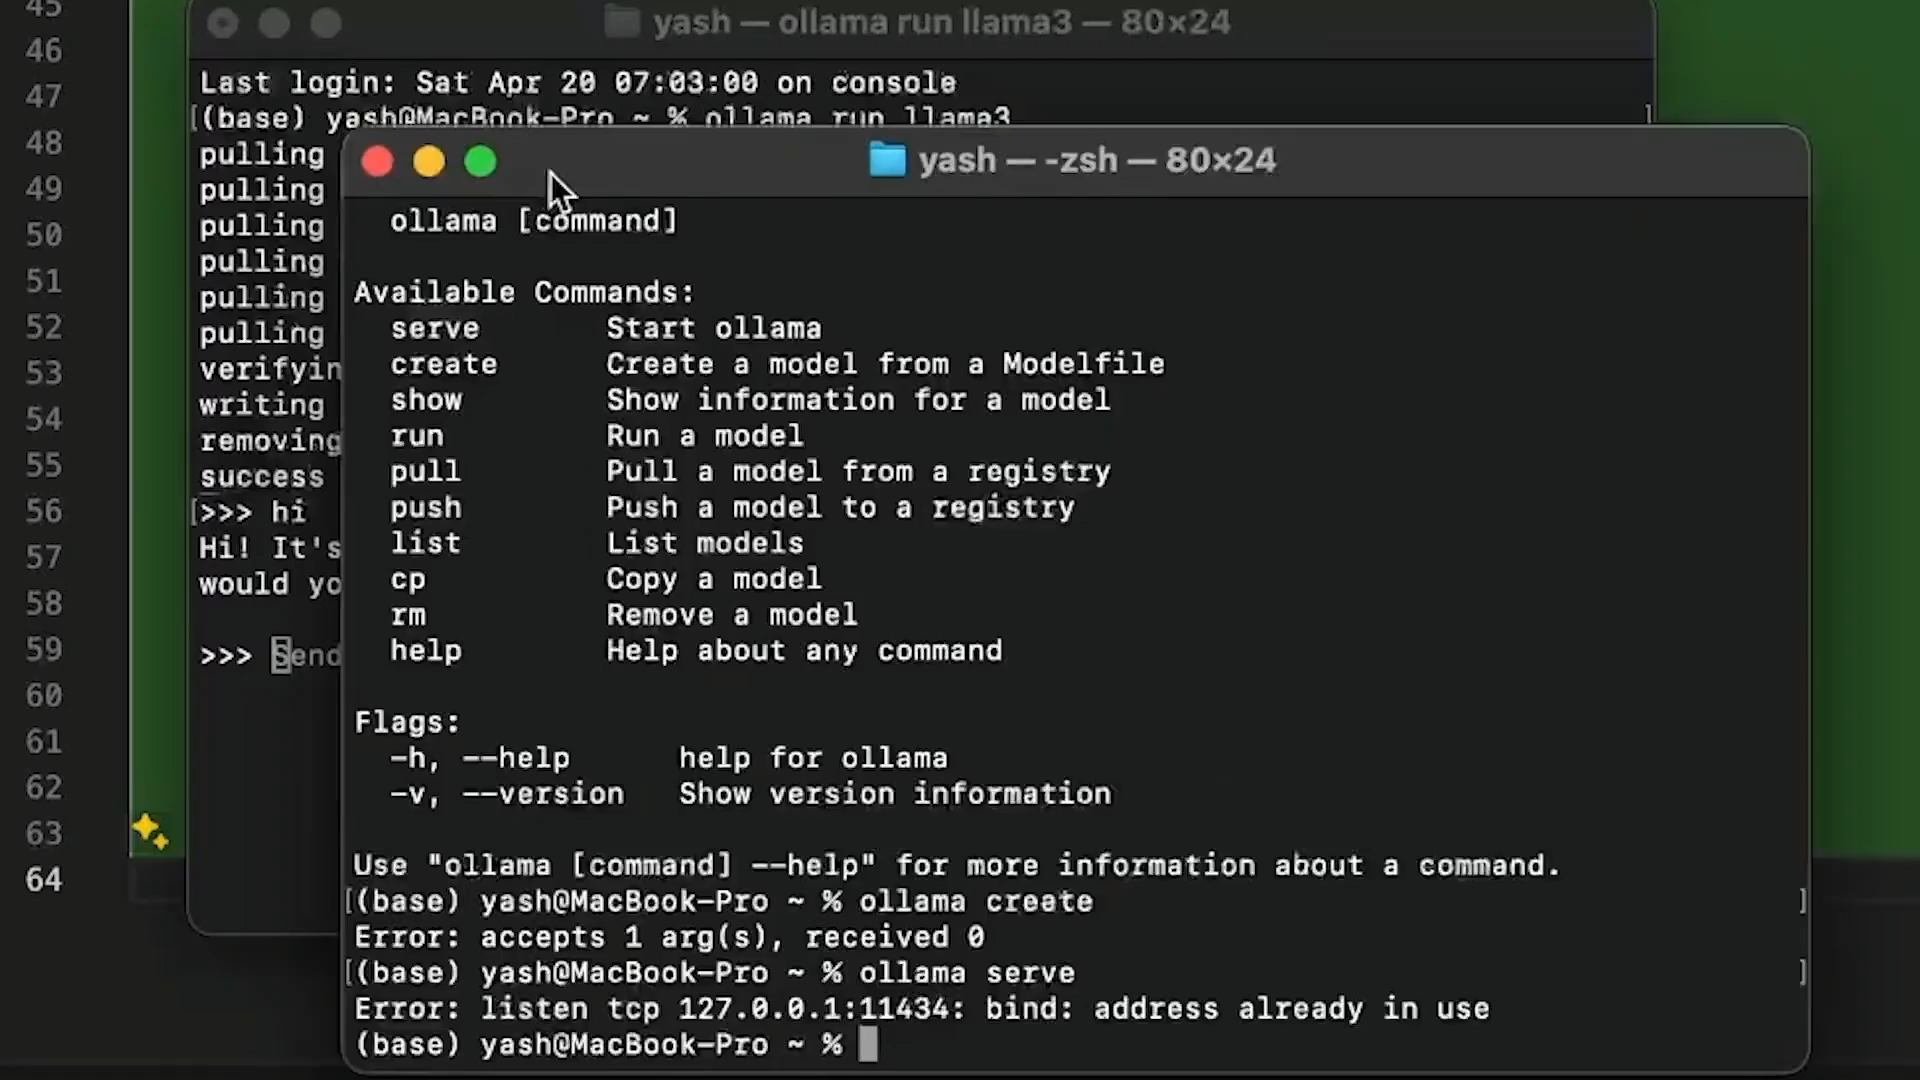 45
46
47
48
49
50
51
52
53
54
55
56
57
58
59
60
61
62
63
64
yash — ollama run llama3 — 80×24
Last login: Sat Apr 20 07:03:00 on console
[(base) yash@MacBook-Pro ~ % ollama run llama3 ]
pulling
pulling
pulling
pulling
pulling
pulling
verifyin
writing
removing
success
[>>> hi
Hi! It's
would yo
>>> Send
yash — -zsh — 80×24
ollama [command]
Available Commands:
serve Start ollama
create Create a model from a Modelfile
show Show information for a model
run Run a model
pull Pull a model from a registry
push Push a model to a registry
list List models
cp Copy a model
rm Remove a model
help Help about any command
Flags:
-h, --help help for ollama
-v, --version Show version information
Use "ollama [command] --help" for more information about a command.
[(base) yash@MacBook-Pro ~ % ollama create ]
Error: accepts 1 arg(s), received 0
[(base) yash@MacBook-Pro ~ % ollama serve ]
Error: listen tcp 127.0.0.1:11434: bind: address already in use
(base) yash@MacBook-Pro ~ %